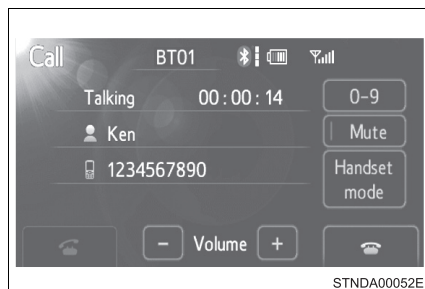 Call BT01
Talking 00:00:14 0-9
Ken Mute
1234567890 Handset
mode
- Volume +
STNDA00052E